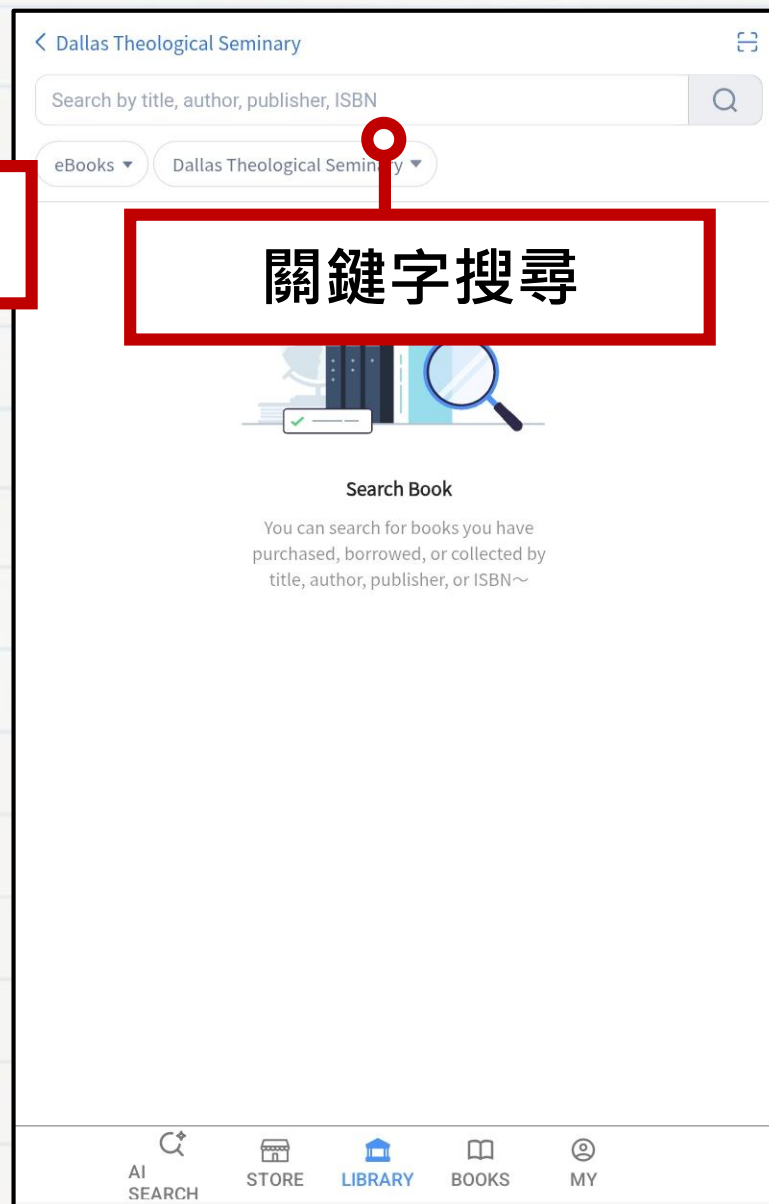 Dallas Theological Seminary
Search by title, author, publisher, ISBN
eBooks
Dallas Theological Seminary
關鍵字搜尋
Search Book
You can search for books you have
purchased, borrowed, or collected by
title, author, publisher, or ISBN～
AI
SEARCH
STORE
LIBRARY
BOOKS
MY